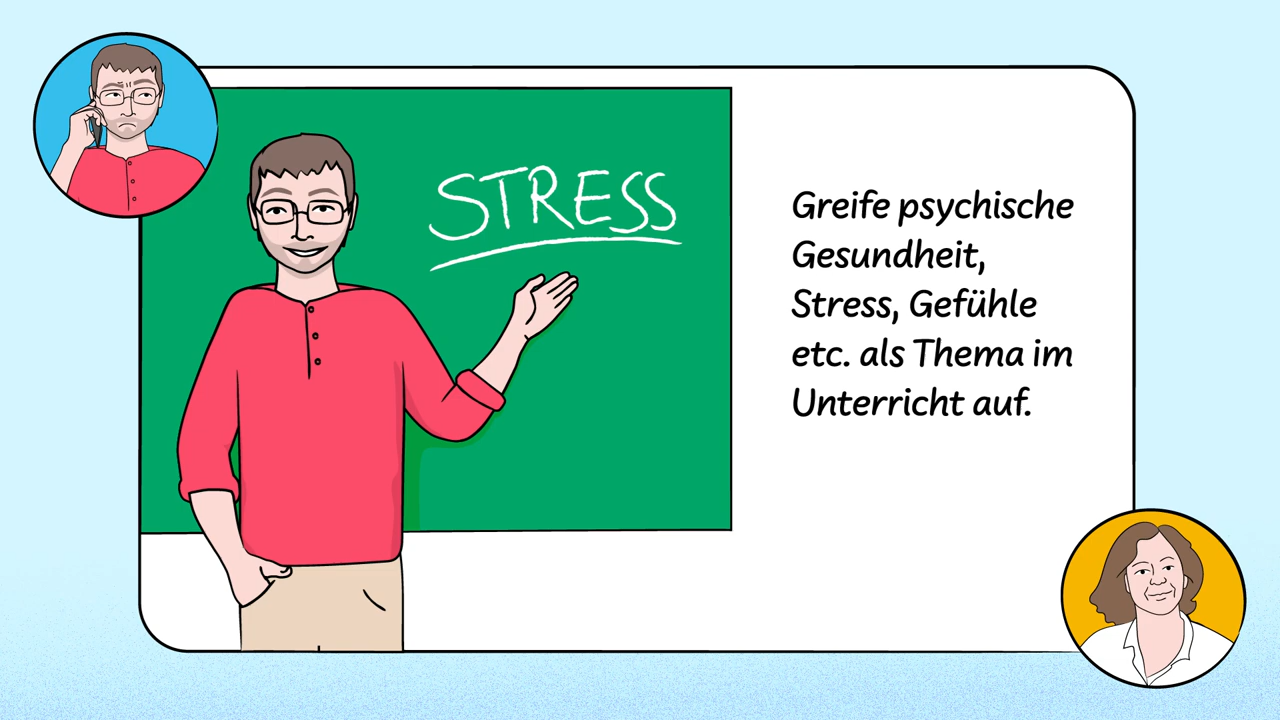 STRESS
Greife psychische
Gesundheit,
Stress, Gefühle
etc. als Thema im
Unterricht auf.